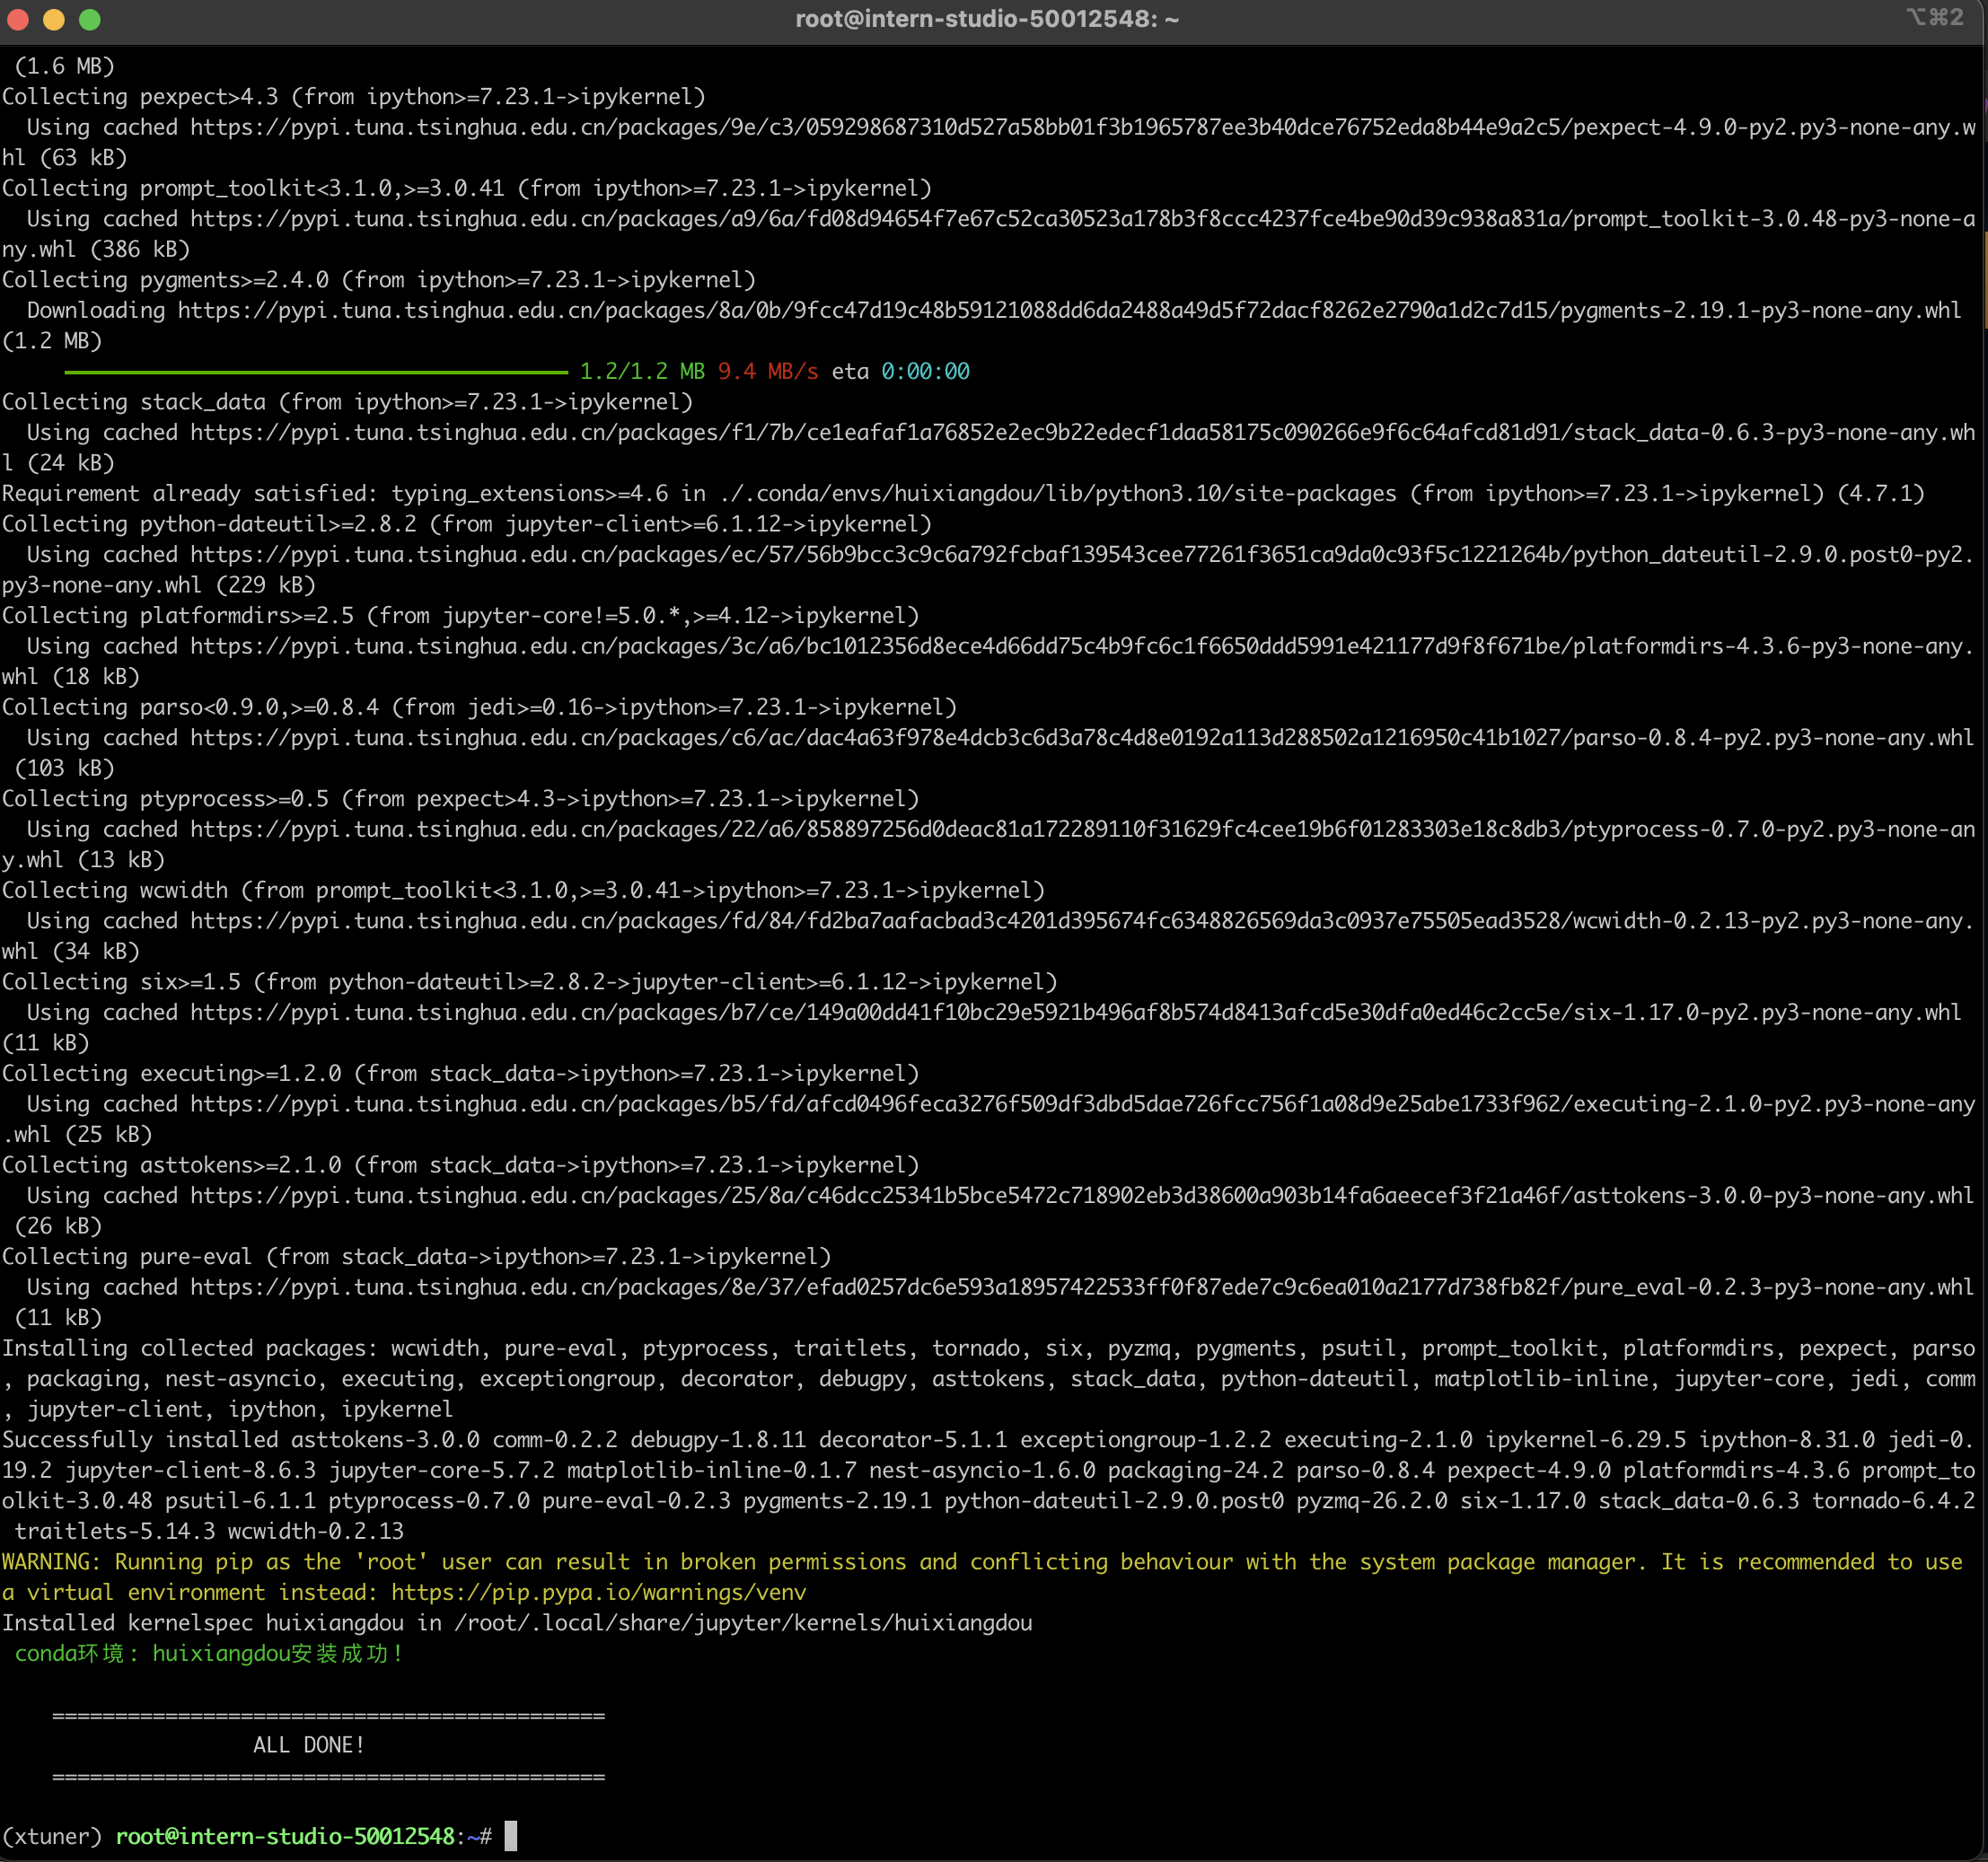 root@intern-studio-50012548: ~
⌥⌘2
(1.6 MB)
Collecting pexpect>4.3 (from ipython>=7.23.1->ipykernel)
  Using cached https://pypi.tuna.tsinghua.edu.cn/packages/9e/c3/059298687310d527a58bb01f3b1965787ee3b40dce76752eda8b44e9a2c5/pexpect-4.9.0-py2.py3-none-any.w
hl (63 kB)
Collecting prompt_toolkit<3.1.0,>=3.0.41 (from ipython>=7.23.1->ipykernel)
  Using cached https://pypi.tuna.tsinghua.edu.cn/packages/a9/6a/fd08d94654f7e67c52ca30523a178b3f8ccc4237fce4be90d39c938a831a/prompt_toolkit-3.0.48-py3-none-a
ny.whl (386 kB)
Collecting pygments>=2.4.0 (from ipython>=7.23.1->ipykernel)
  Downloading https://pypi.tuna.tsinghua.edu.cn/packages/8a/0b/9fcc47d19c48b59121088dd6da2488a49d5f72dacf8262e2790a1d2c7d15/pygments-2.19.1-py3-none-any.whl
(1.2 MB)
1.2/1.2 MB 9.4 MB/s eta 0:00:00
Collecting stack_data (from ipython>=7.23.1->ipykernel)
  Using cached https://pypi.tuna.tsinghua.edu.cn/packages/f1/7b/ce1eafaf1a76852e2ec9b22edecf1daa58175c090266e9f6c64afcd81d91/stack_data-0.6.3-py3-none-any.wh
l (24 kB)
Requirement already satisfied: typing_extensions>=4.6 in ./.conda/envs/huixiangdou/lib/python3.10/site-packages (from ipython>=7.23.1->ipykernel) (4.7.1)
Collecting python-dateutil>=2.8.2 (from jupyter-client>=6.1.12->ipykernel)
  Using cached https://pypi.tuna.tsinghua.edu.cn/packages/ec/57/56b9bcc3c9c6a792fcbaf139543cee77261f3651ca9da0c93f5c1221264b/python_dateutil-2.9.0.post0-py2.
py3-none-any.whl (229 kB)
Collecting platformdirs>=2.5 (from jupyter-core!=5.0.*,>=4.12->ipykernel)
  Using cached https://pypi.tuna.tsinghua.edu.cn/packages/3c/a6/bc1012356d8ece4d66dd75c4b9fc6c1f6650ddd5991e421177d9f8f671be/platformdirs-4.3.6-py3-none-any.
whl (18 kB)
Collecting parso<0.9.0,>=0.8.4 (from jedi>=0.16->ipython>=7.23.1->ipykernel)
  Using cached https://pypi.tuna.tsinghua.edu.cn/packages/c6/ac/dac4a63f978e4dcb3c6d3a78c4d8e0192a113d288502a1216950c41b1027/parso-0.8.4-py2.py3-none-any.whl
 (103 kB)
Collecting ptyprocess>=0.5 (from pexpect>4.3->ipython>=7.23.1->ipykernel)
  Using cached https://pypi.tuna.tsinghua.edu.cn/packages/22/a6/858897256d0deac81a172289110f31629fc4cee19b6f01283303e18c8db3/ptyprocess-0.7.0-py2.py3-none-an
y.whl (13 kB)
Collecting wcwidth (from prompt_toolkit<3.1.0,>=3.0.41->ipython>=7.23.1->ipykernel)
  Using cached https://pypi.tuna.tsinghua.edu.cn/packages/fd/84/fd2ba7aafacbad3c4201d395674fc6348826569da3c0937e75505ead3528/wcwidth-0.2.13-py2.py3-none-any.
whl (34 kB)
Collecting six>=1.5 (from python-dateutil>=2.8.2->jupyter-client>=6.1.12->ipykernel)
  Using cached https://pypi.tuna.tsinghua.edu.cn/packages/b7/ce/149a00dd41f10bc29e5921b496af8b574d8413afcd5e30dfa0ed46c2cc5e/six-1.17.0-py2.py3-none-any.whl
(11 kB)
Collecting executing>=1.2.0 (from stack_data->ipython>=7.23.1->ipykernel)
  Using cached https://pypi.tuna.tsinghua.edu.cn/packages/b5/fd/afcd0496feca3276f509df3dbd5dae726fcc756f1a08d9e25abe1733f962/executing-2.1.0-py2.py3-none-any
.whl (25 kB)
Collecting asttokens>=2.1.0 (from stack_data->ipython>=7.23.1->ipykernel)
  Using cached https://pypi.tuna.tsinghua.edu.cn/packages/25/8a/c46dcc25341b5bce5472c718902eb3d38600a903b14fa6aeecef3f21a46f/asttokens-3.0.0-py3-none-any.whl
 (26 kB)
Collecting pure-eval (from stack_data->ipython>=7.23.1->ipykernel)
  Using cached https://pypi.tuna.tsinghua.edu.cn/packages/8e/37/efad0257dc6e593a18957422533ff0f87ede7c9c6ea010a2177d738fb82f/pure_eval-0.2.3-py3-none-any.whl
 (11 kB)
Installing collected packages: wcwidth, pure-eval, ptyprocess, traitlets, tornado, six, pyzmq, pygments, psutil, prompt_toolkit, platformdirs, pexpect, parso
, packaging, nest-asyncio, executing, exceptiongroup, decorator, debugpy, asttokens, stack_data, python-dateutil, matplotlib-inline, jupyter-core, jedi, comm
, jupyter-client, ipython, ipykernel
Successfully installed asttokens-3.0.0 comm-0.2.2 debugpy-1.8.11 decorator-5.1.1 exceptiongroup-1.2.2 executing-2.1.0 ipykernel-6.29.5 ipython-8.31.0 jedi-0.
19.2 jupyter-client-8.6.3 jupyter-core-5.7.2 matplotlib-inline-0.1.7 nest-asyncio-1.6.0 packaging-24.2 parso-0.8.4 pexpect-4.9.0 platformdirs-4.3.6 prompt_to
olkit-3.0.48 psutil-6.1.1 ptyprocess-0.7.0 pure-eval-0.2.3 pygments-2.19.1 python-dateutil-2.9.0.post0 pyzmq-26.2.0 six-1.17.0 stack_data-0.6.3 tornado-6.4.2
 traitlets-5.14.3 wcwidth-0.2.13
WARNING: Running pip as the 'root' user can result in broken permissions and conflicting behaviour with the system package manager. It is recommended to use
a virtual environment instead: https://pip.pypa.io/warnings/venv
Installed kernelspec huixiangdou in /root/.local/share/jupyter/kernels/huixiangdou
conda环境: huixiangdou安装成功!
============================================
ALL DONE!
============================================
(xtuner) root@intern-studio-50012548:~#